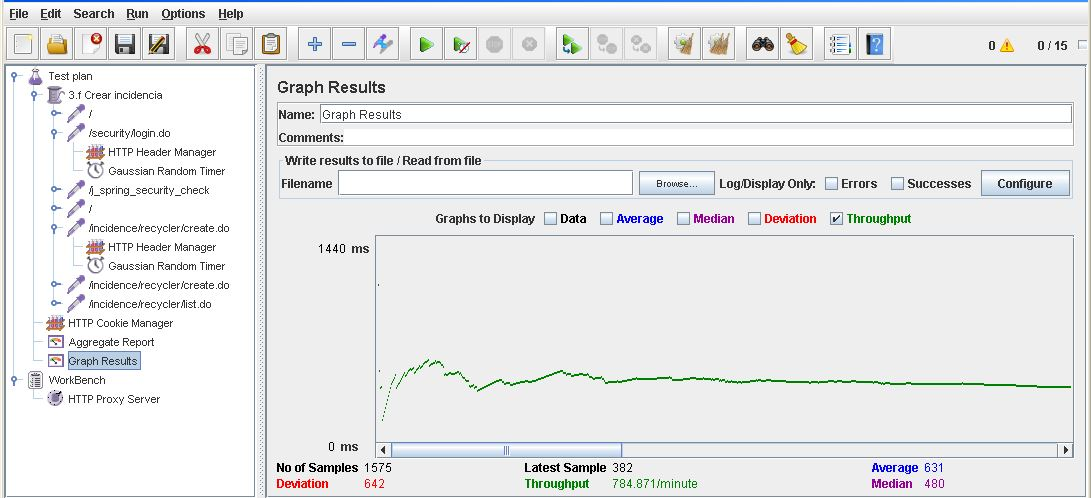 File Edit Search Run Options Help
0 0 / 15
Test plan
3.f Crear incidencia
/
/security/login.do
HTTP Header Manager
Gaussian Random Timer
/j_spring_security_check
/
/incidence/recycler/create.do
HTTP Header Manager
Gaussian Random Timer
/incidence/recycler/create.do
/incidence/recycler/list.do
HTTP Cookie Manager
Aggregate Report
Graph Results
WorkBench
HTTP Proxy Server
Graph Results
Name: Graph Results
Comments:
Write results to file / Read from file
Filename Browse... Log/Display Only: Errors Successes Configure
Graphs to Display Data Average Median Deviation Throughput
1440 ms
0 ms
No of Samples 1575 Latest Sample 382 Average 631
Deviation 642 Throughput 784.871/minute Median 480